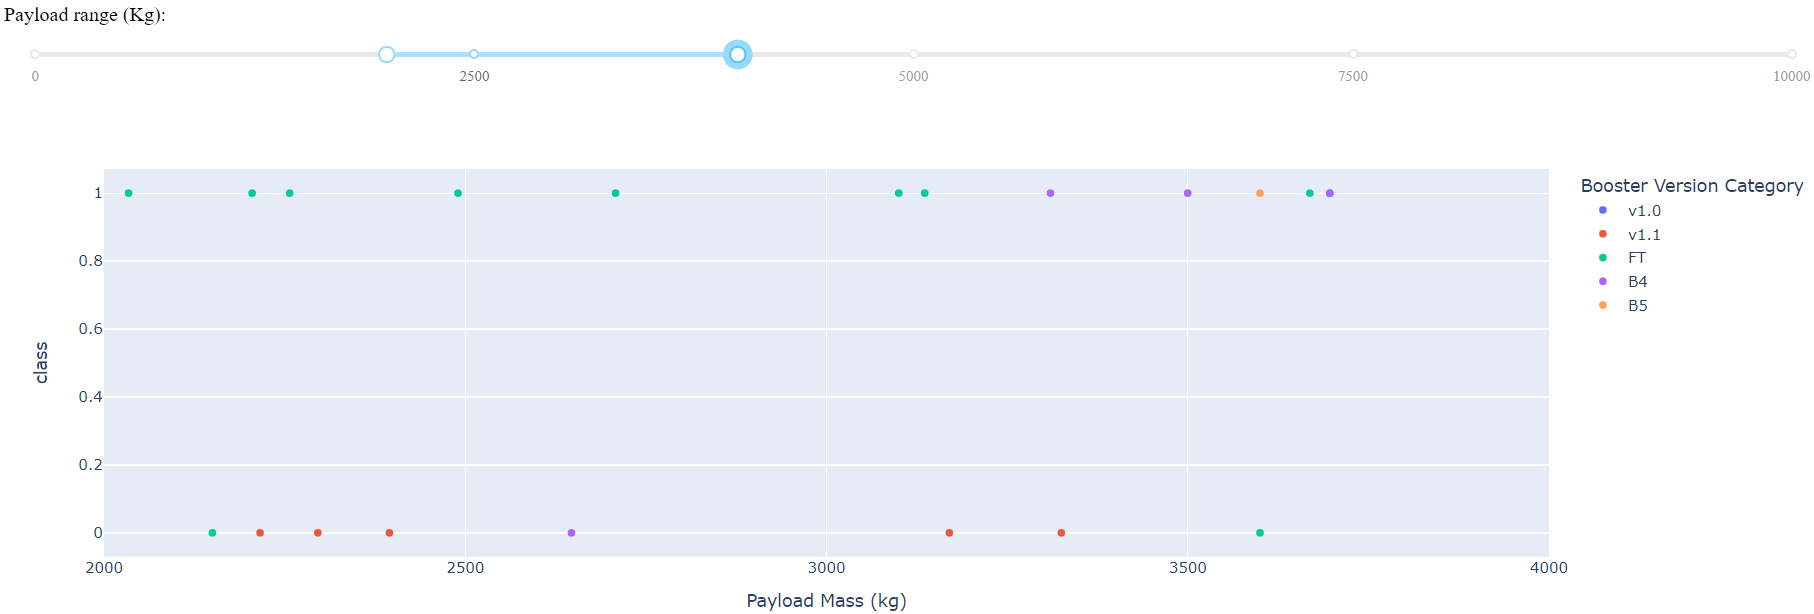 Payload range (Kg):
0 2500 5000 7500 10000
1
0.8
0.6
0.4
0.2
0
class
2000 2500 3000 3500 4000
Payload Mass (kg)
Booster Version Category
v1.0
v1.1
FT
B4
B5